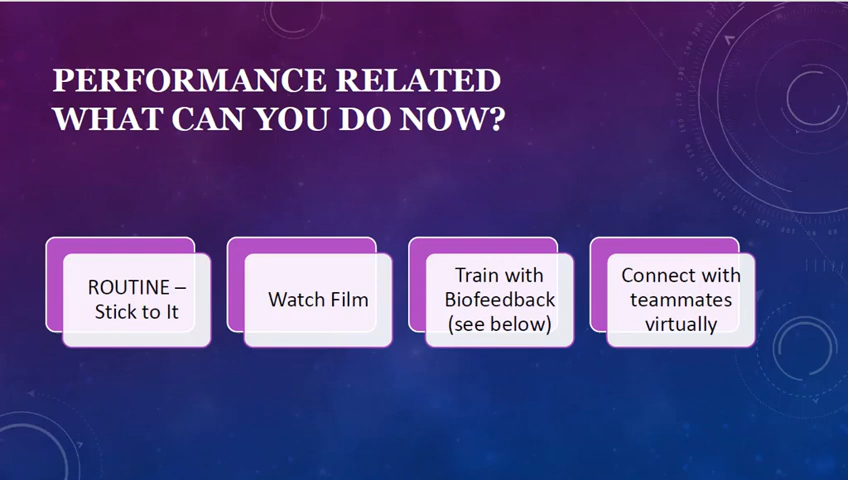 PERFORMANCE RELATED
WHAT CAN YOU DO NOW?
ROUTINE –
Stick to It
Watch Film
Train with
Biofeedback
(see below)
Connect with
teammates
virtually